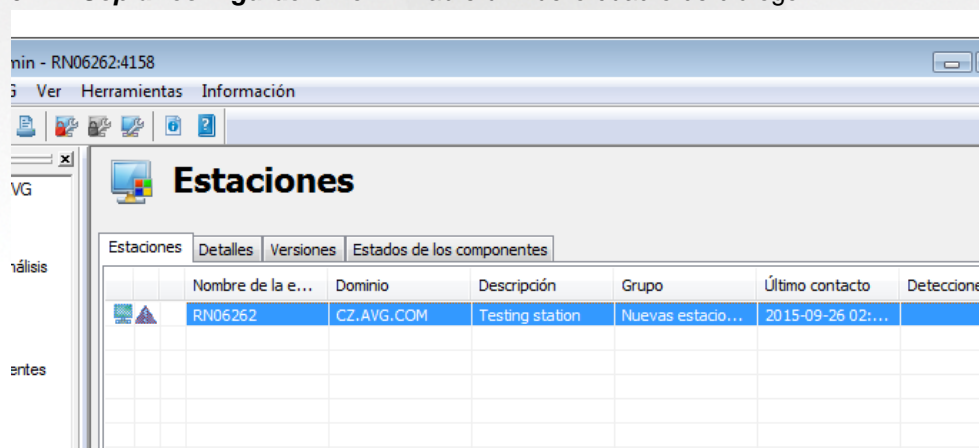 min - RN06262:4158
Ver Herramientas Información
VG
Estaciones
Estaciones Detalles Versiones Estados de los componentes
nálisis
Nombre de la e... Dominio Descripción Grupo Último contacto Deteccione
RN06262 CZ.AVG.COM Testing station Nuevas estacio... 2015-09-26 02:...
entes